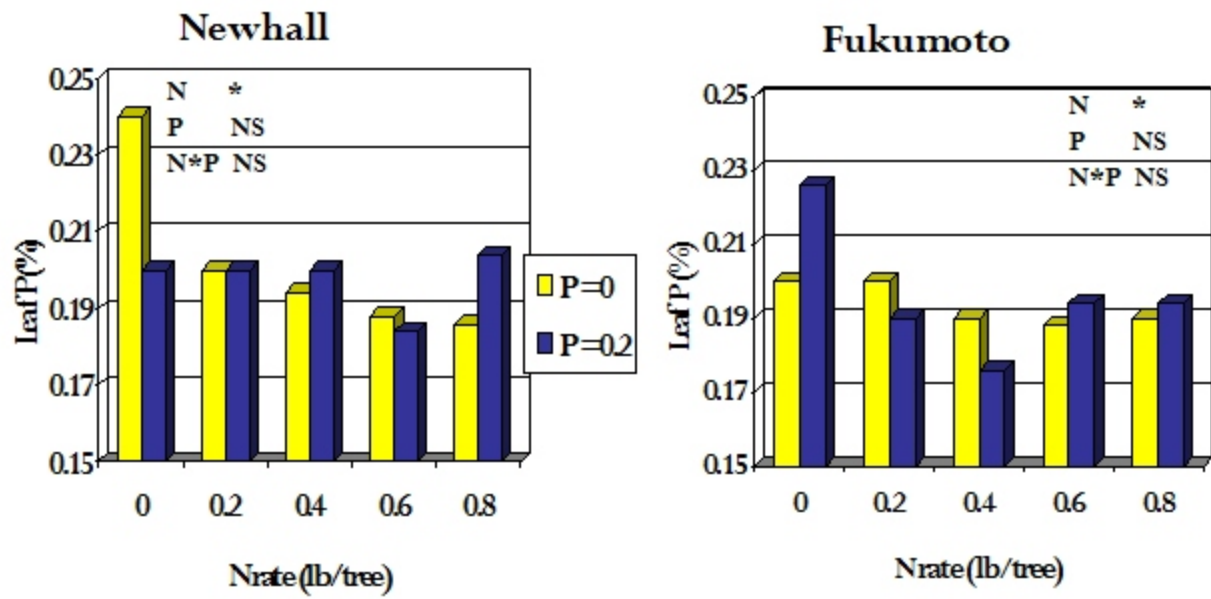 Newhall
0.25
0.23
0.21
0.19
0.17
0.15
Leaf P (%)
N *
P NS
N*P NS
0 0.2 0.4 0.6 0.8
N rate (lb/tree)
P=0
P=0.2
Fukumoto
0.25
0.23
0.21
0.19
0.17
0.15
Leaf P (%)
N *
P NS
N*P NS
0 0.2 0.4 0.6 0.8
N rate (lb/tree)